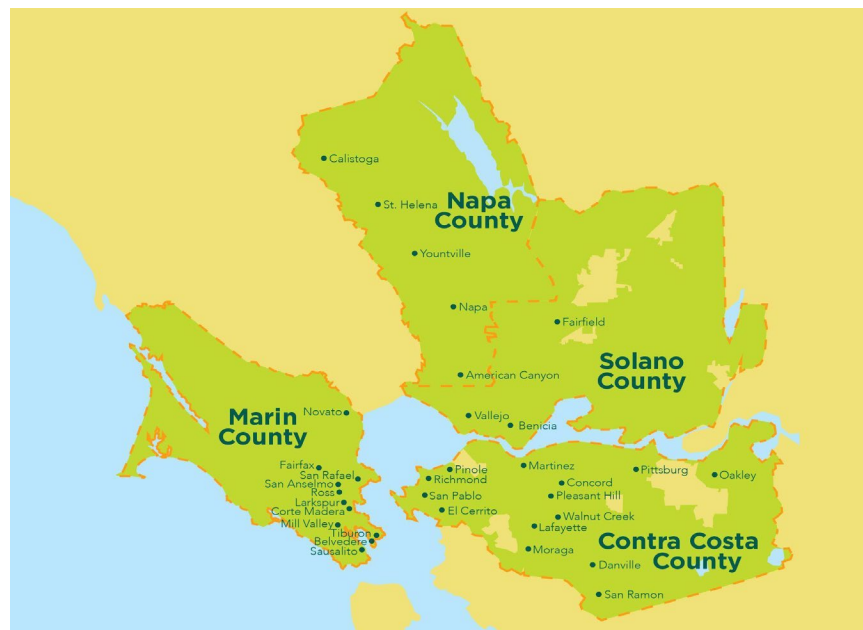 Calistoga
St. Helena
Napa
County
Yountville
Napa
Fairfield
American Canyon
Solano
County
Marin
County
Novato
Vallejo
Benicia
Fairfax
San Rafael
San Anselmo
Ross
Larkspur
Corte Madera
Mill Valley
Tiburon
Belvedere
Sausalito
Pinole
Richmond
San Pablo
El Cerrito
Martinez
Concord
Pleasant Hill
Walnut Creek
Lafayette
Moraga
Pittsburg
Oakley
Contra Costa
County
Danville
San Ramon